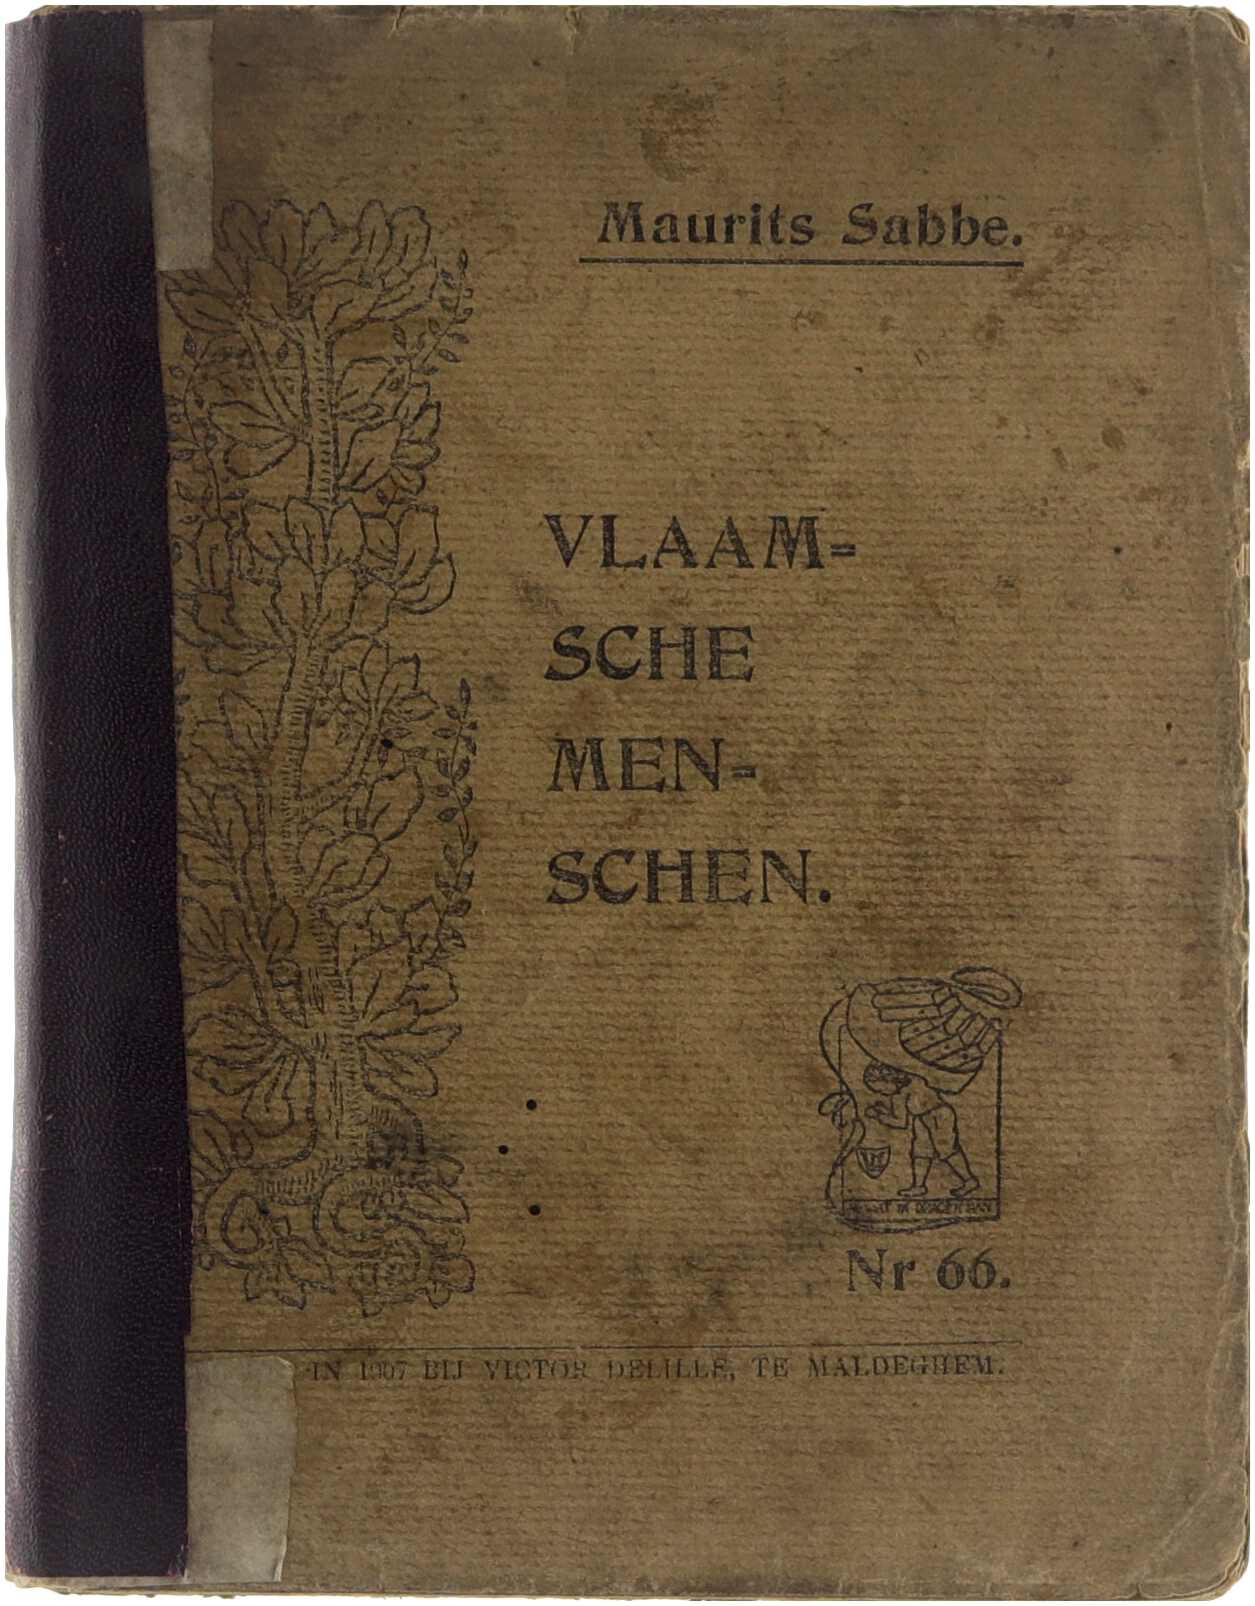 Maurits Sabbe.
VLAAM=
SCHE
MEN=
SCHEN.
Nr 66.
IN 1907 BIJ VICTOR DELILLE, TE MALDEGHEM.